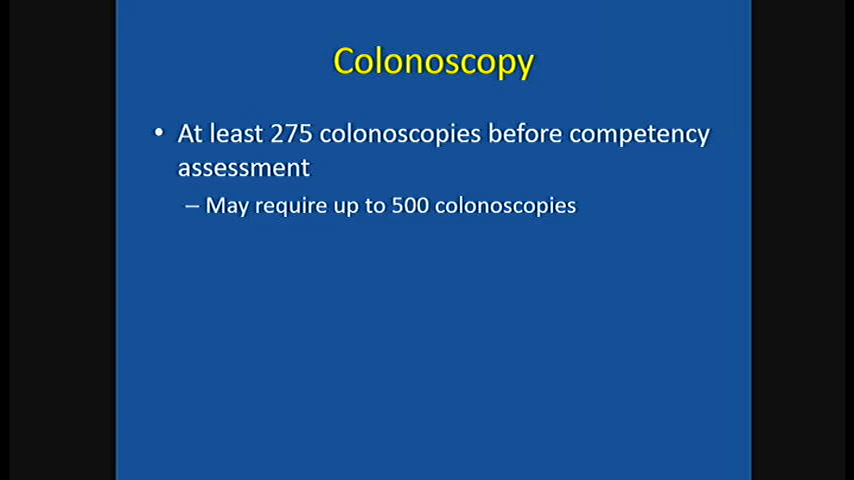 Colonoscopy
• At least 275 colonoscopies before competency
assessment
– May require up to 500 colonoscopies